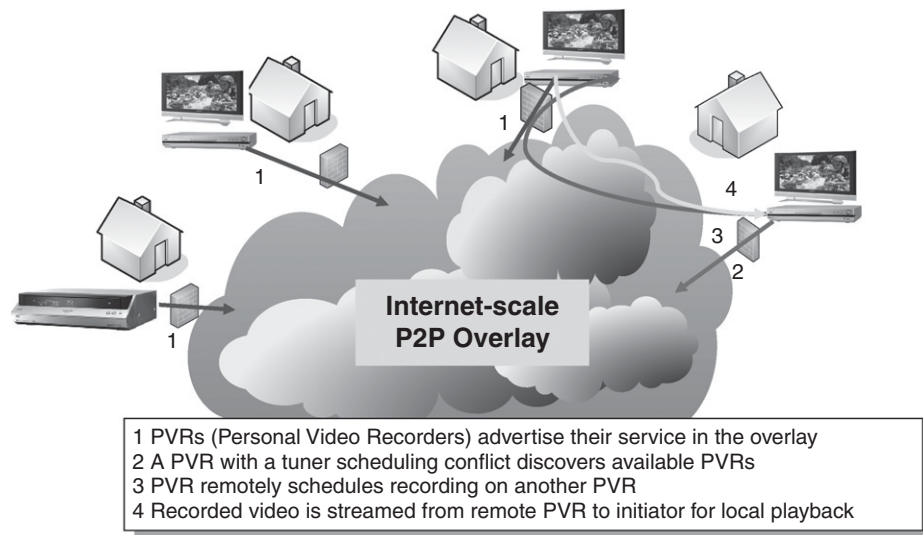 1
1
4
3
2
1
Internet-scale
P2P Overlay
1 PVRs (Personal Video Recorders) advertise their service in the overlay
2 A PVR with a tuner scheduling conflict discovers available PVRs
3 PVR remotely schedules recording on another PVR
4 Recorded video is streamed from remote PVR to initiator for local playback